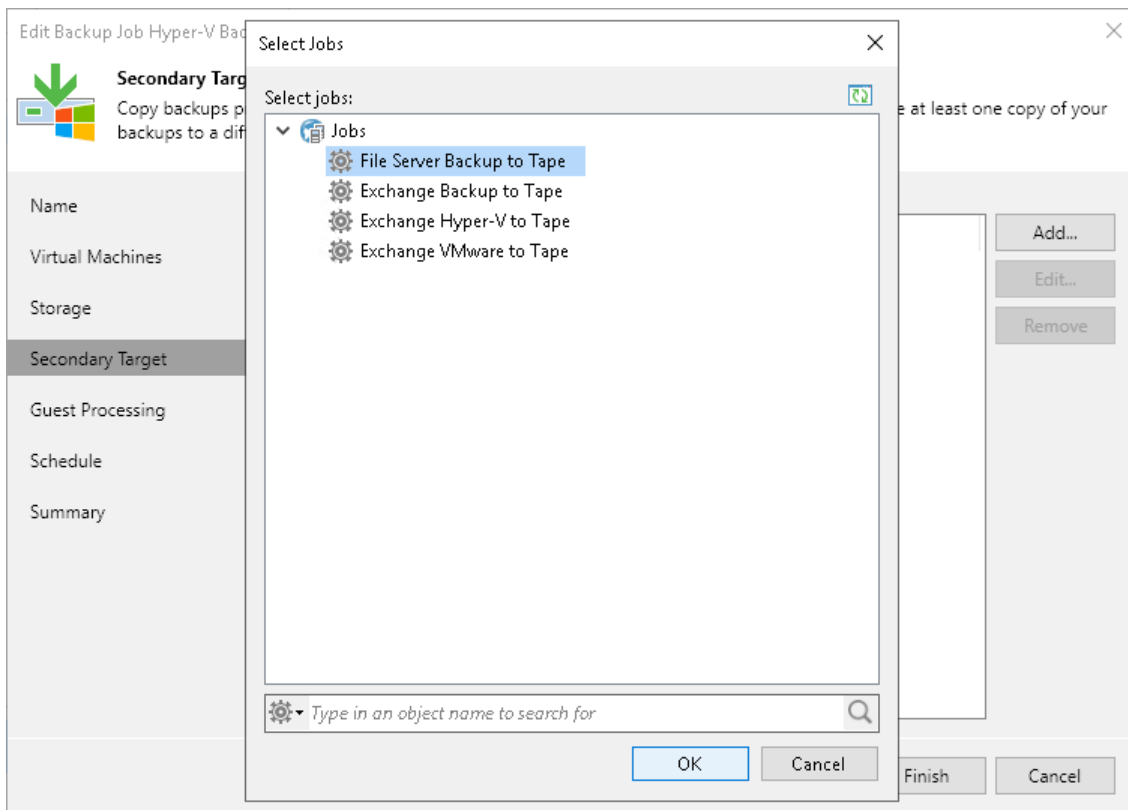 Edit Backup Job Hyper-V Bac
Secondary Targ
Copy backups p
backups to a dif
e at least one copy of your
Name
Virtual Machines
Storage
Secondary Target
Guest Processing
Schedule
Summary
Select Jobs
Select jobs:
Jobs
File Server Backup to Tape
Exchange Backup to Tape
Exchange Hyper-V to Tape
Exchange VMware to Tape
Type in an object name to search for
OK
Cancel
Add...
Edit...
Remove
Finish
Cancel